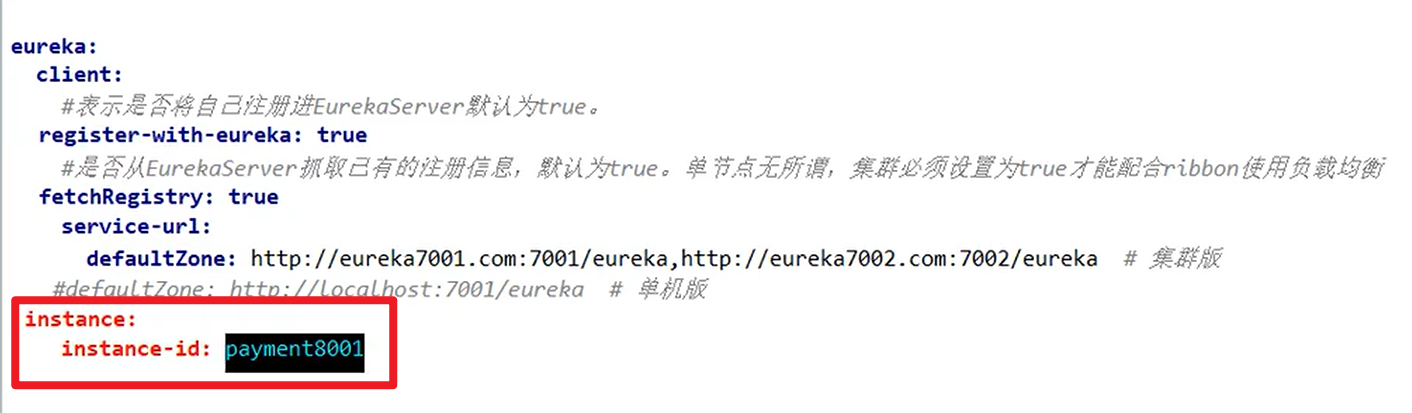 eureka:
client:
#表示是否将自己注册进EurekaServer默认为true。
register-with-eureka: true
#是否从EurekaServer抓取已有的注册信息，默认为true。单节点无所谓，集群必须设置为true才能配合ribbon使用负载均衡
fetchRegistry: true
service-url:
defaultZone: http://eureka7001.com:7001/eureka,http://eureka7002.com:7002/eureka # 集群版
#defaultZone: http://localhost:7001/eureka # 单机版
instance:
instance-id: payment8001